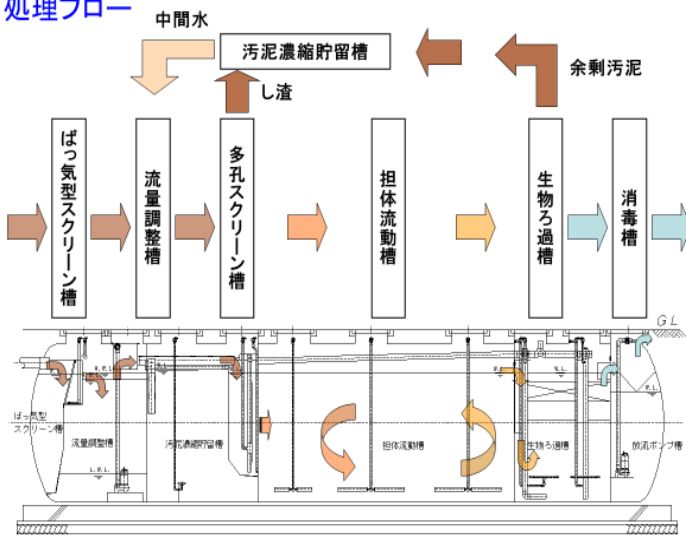 処理フロー
中間水
汚泥濃縮貯留槽
余剰汚泥
し渣
ばっ気型スクリーン槽
流量調整槽
多孔スクリーン槽
担体流動槽
生物ろ過槽
消毒槽
GL
H.W.L
W.L
W.L
W.L
W.L
ばっ気型
スクリーン槽
流量調整槽
汚泥濃縮貯留槽
担体流動槽
生物ろ過槽
放流ポンプ槽
L.W.L